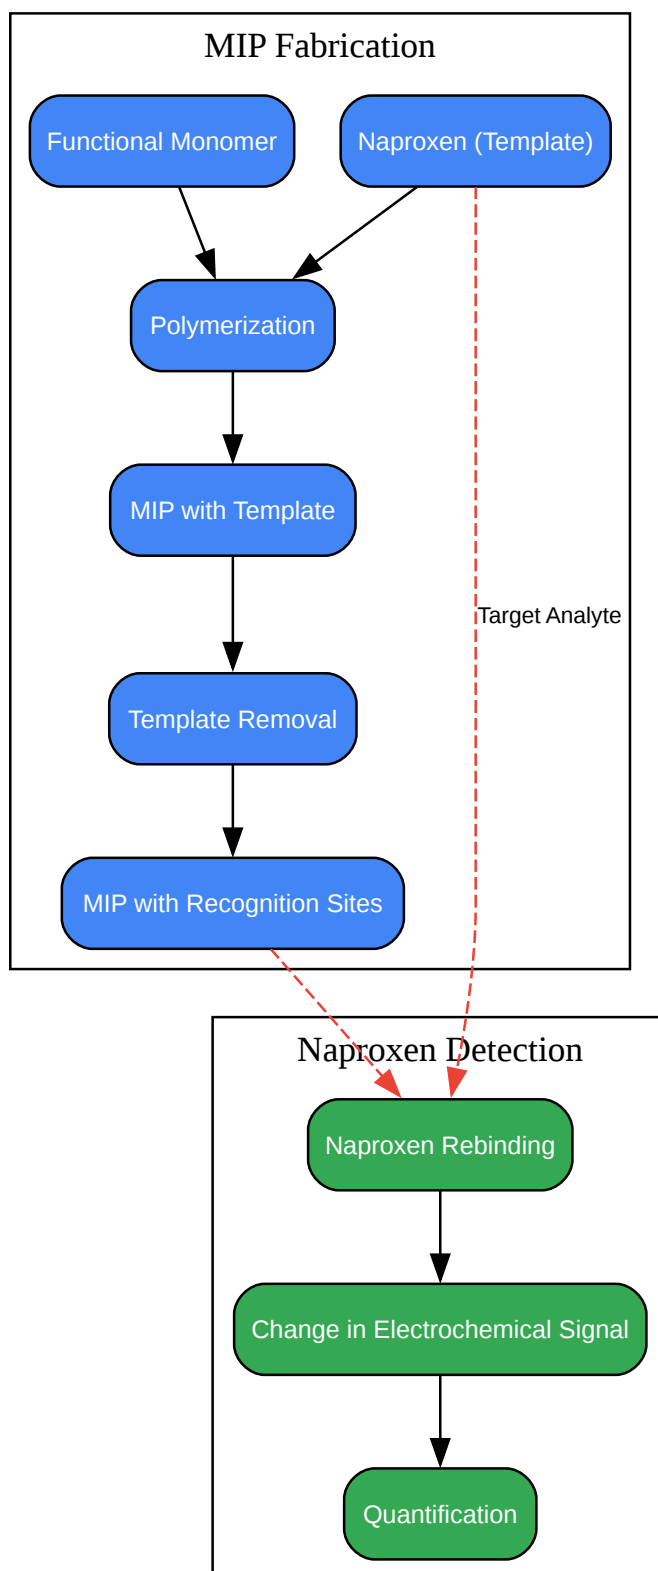 MIP Fabrication
Functional Monomer
Naproxen (Template)
Polymerization
MIP with Template
Target Analyte
Template Removal
MIP with Recognition Sites
Naproxen Detection
Naproxen Rebinding
Change in Electrochemical Signal
Quantification